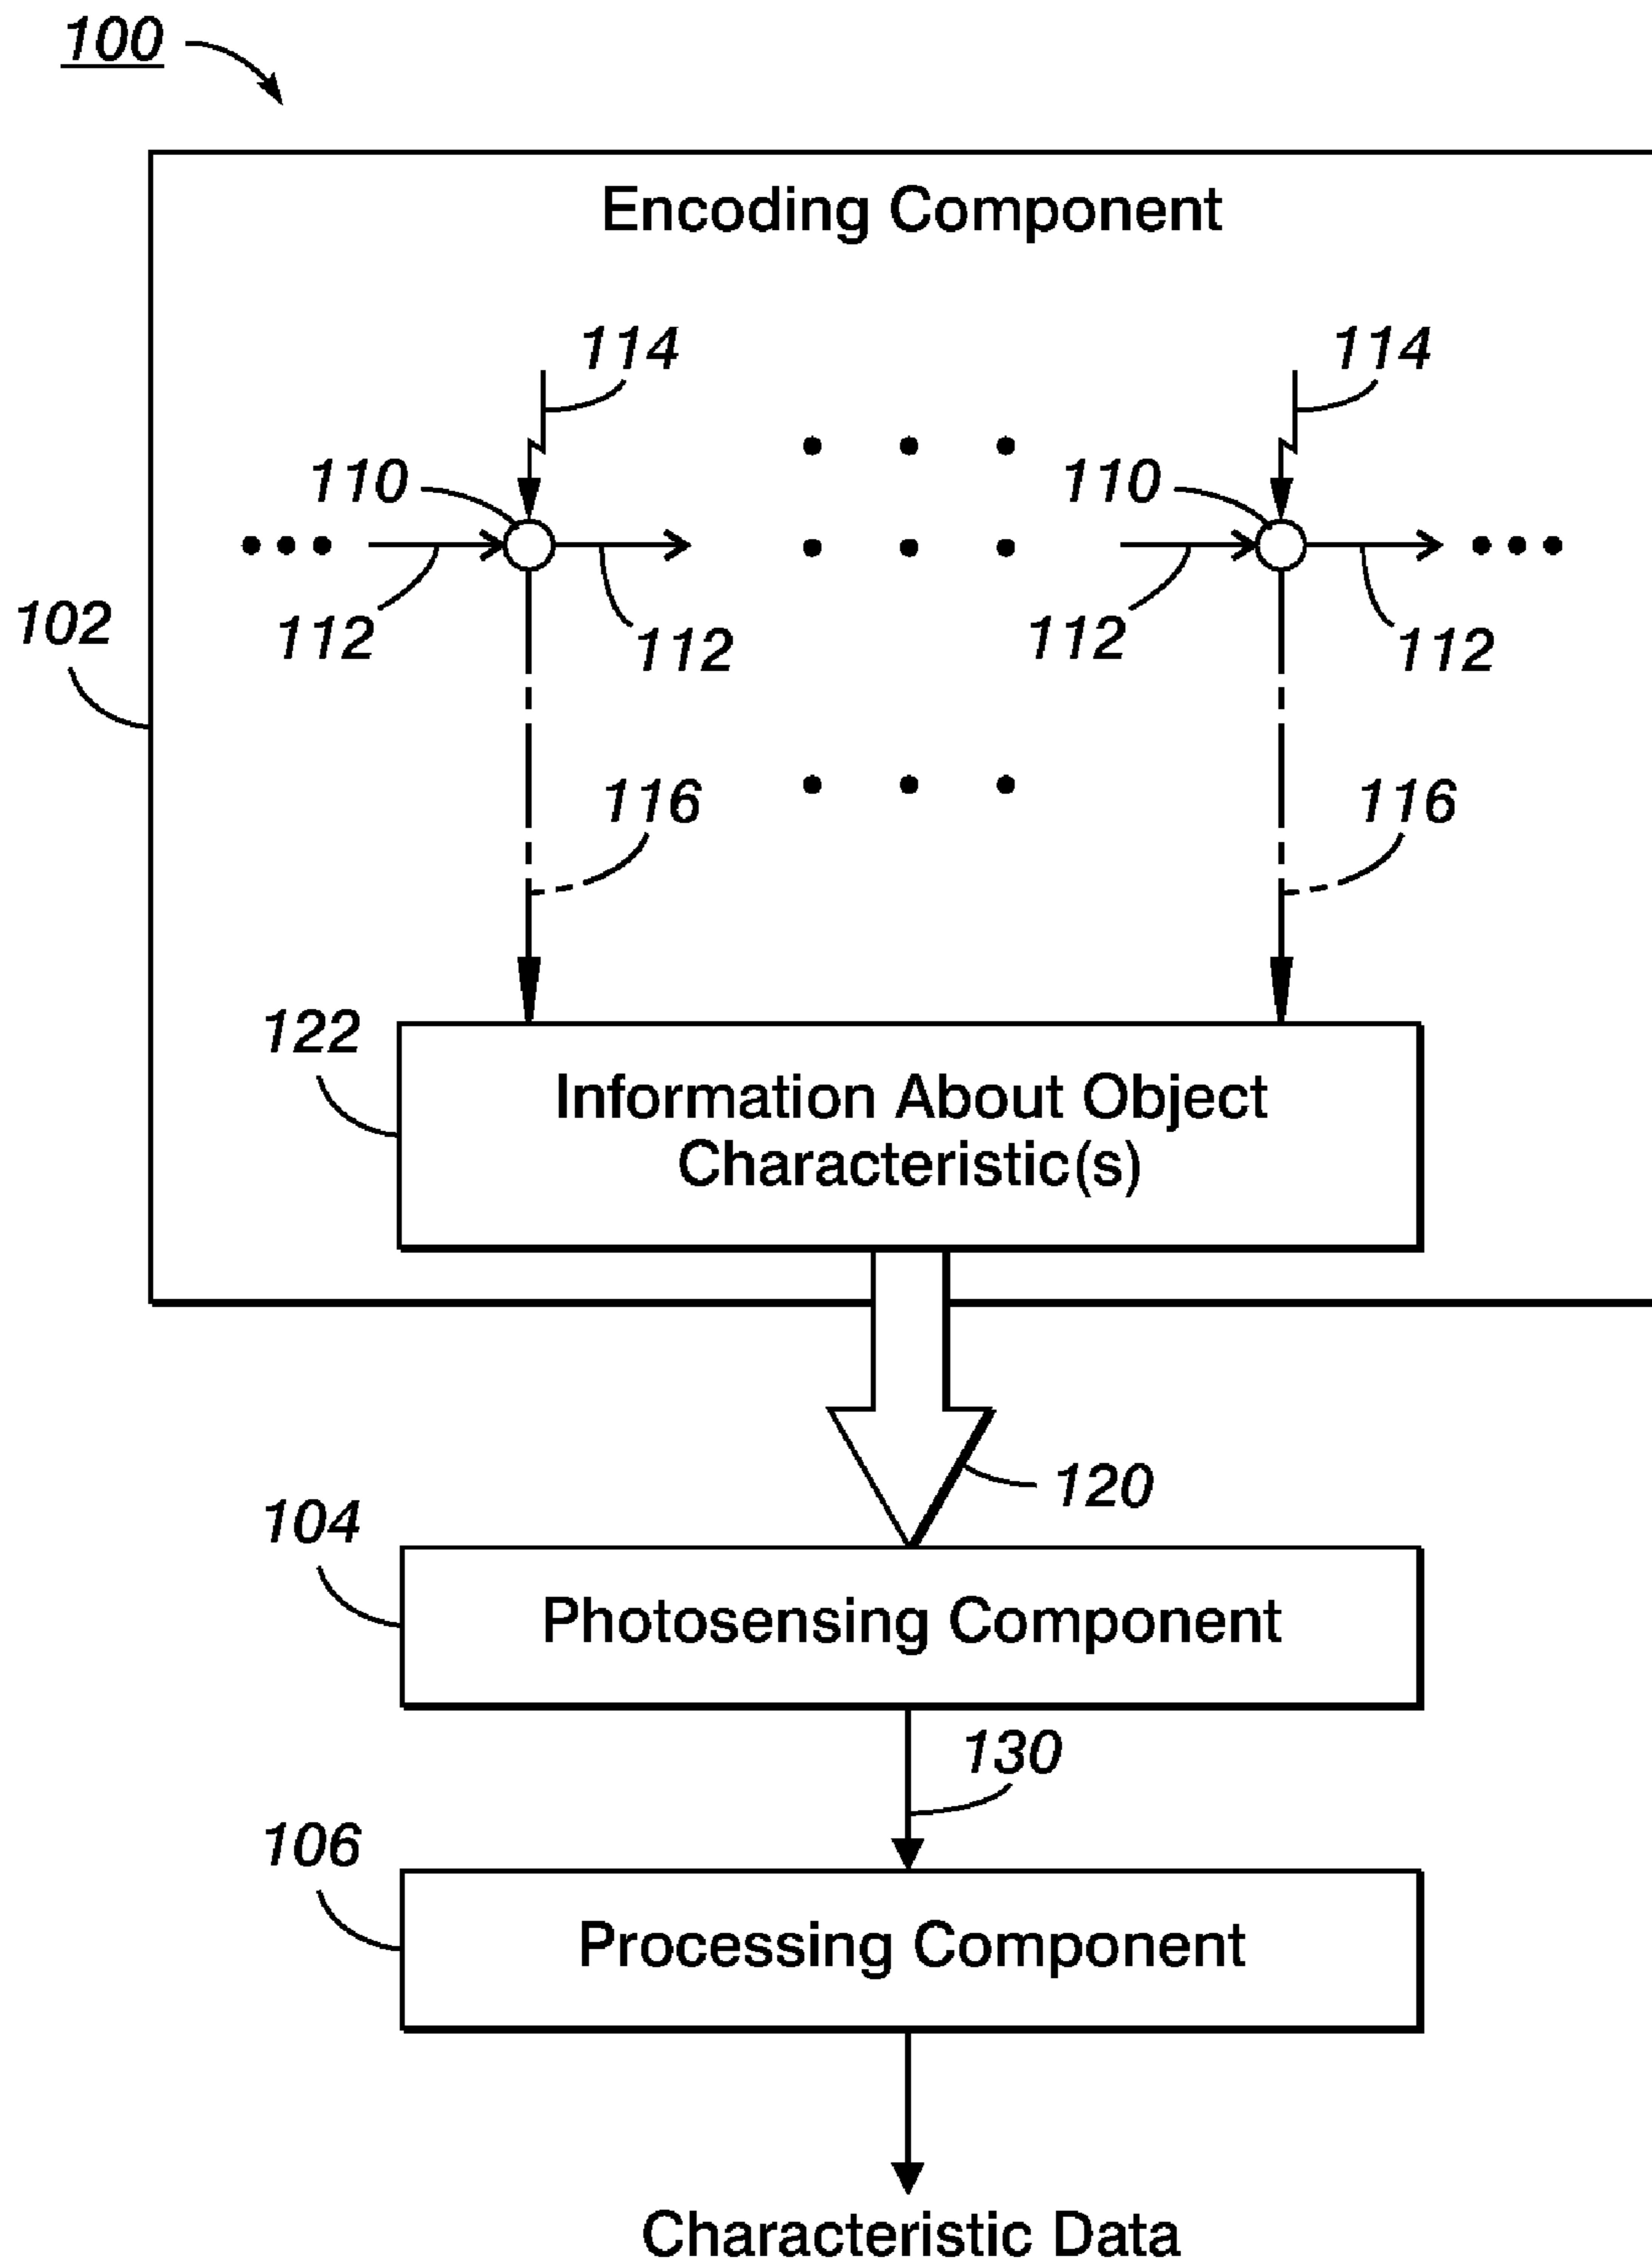 100
Encoding Component
114 114
110 110
••• •••
102
112 112 112 112
116 116
122
Information About Object
Characteristic(s)
120
104
Photosensing Component
130
106
Processing Component
Characteristic Data